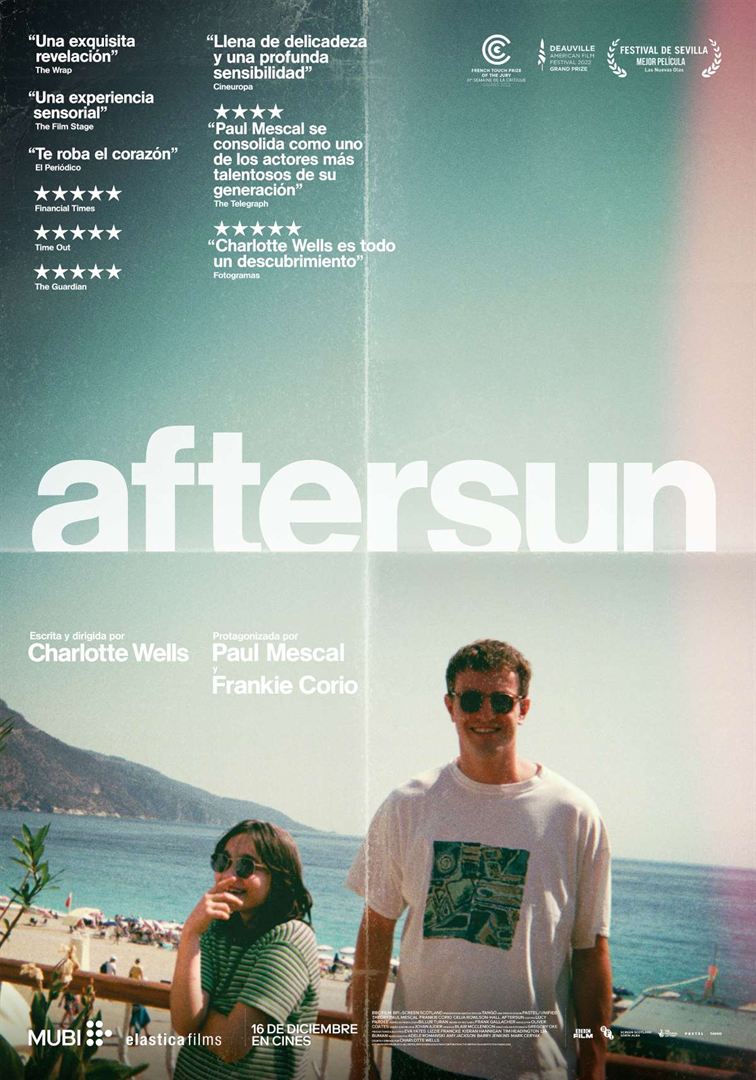 “Una exquisita
revelación”
The Wrap
“Una experiencia
sensorial”
The Film Stage
“Te roba el corazón”
El Periódico
★★★★★
Financial Times
★★★★★
Time Out
★★★★★
The Guardian
“Llena de delicadeza
y una profunda
sensibilidad”
Cineuropa
★★★★
“Paul Mescal se
consolida como uno
de los actores más
talentosos de su
generación”
The Telegraph
★★★★★
“Charlotte Wells es todo
un descubrimiento”
Fotogramas
FRENCH TOUCH PRIZE
OF THE JURY
DEAUVILLE
AMERICAN FILM
FESTIVAL 2022
GRAND PRIZE
FESTIVAL DE SEVILLA
MEJOR PELÍCULA
Las Nuevas Olas
aftersun
Escrita y dirigida por
Charlotte Wells
Protagonizada por
Paul Mescal
y
Frankie Corio
MUBI
elastica films
16 DE DICIEMBRE
EN CINES
BBC
FILM
BFI